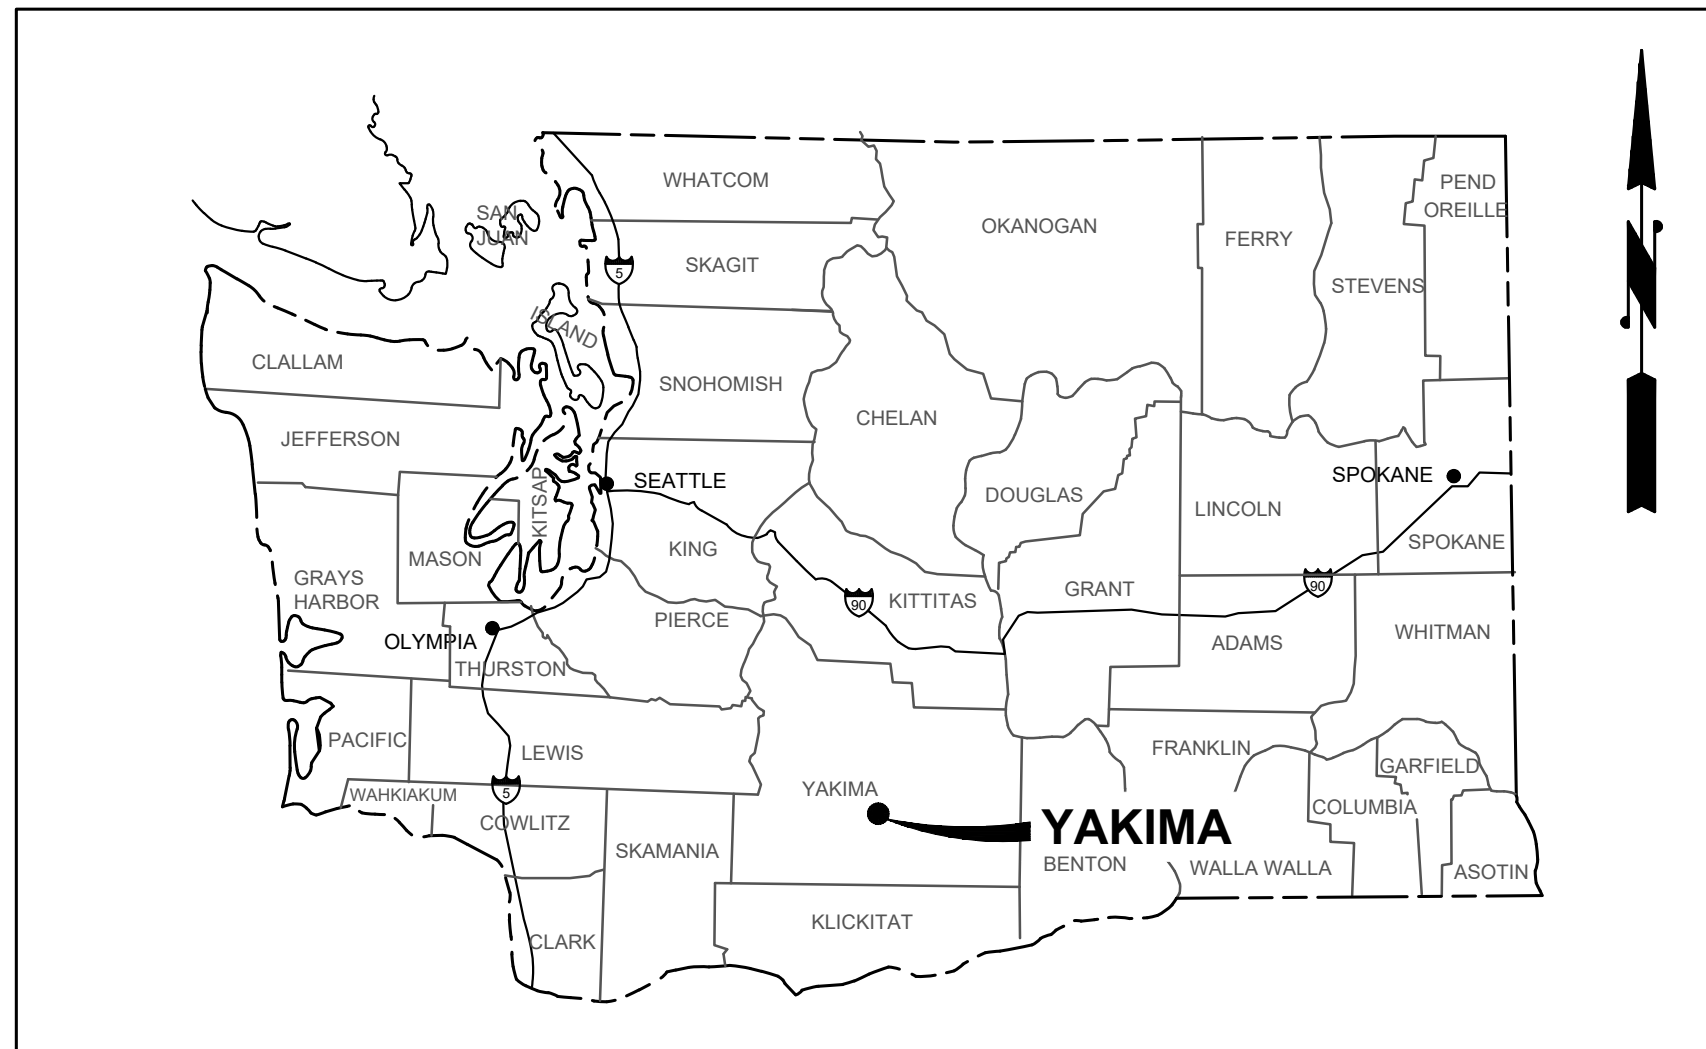 WHATCOM
SAN
JUAN
PEND
OREILLE
OKANOGAN
FERRY
SKAGIT
5
STEVENS
ISLAND
CLALLAM
SNOHOMISH
CHELAN
JEFFERSON
SEATTLE
SPOKANE
KITSAP
DOUGLAS
LINCOLN
MASON
KING
SPOKANE
GRAYS
HARBOR
90
KITTITAS
GRANT
90
PIERCE
OLYMPIA
ADAMS
WHITMAN
THURSTON
PACIFIC
LEWIS
FRANKLIN
GARFIELD
WAHKIAKUM
5
YAKIMA
COLUMBIA
COWLITZ
YAKIMA
SKAMANIA
BENTON
WALLA WALLA
ASOTIN
KLICKITAT
CLARK
N